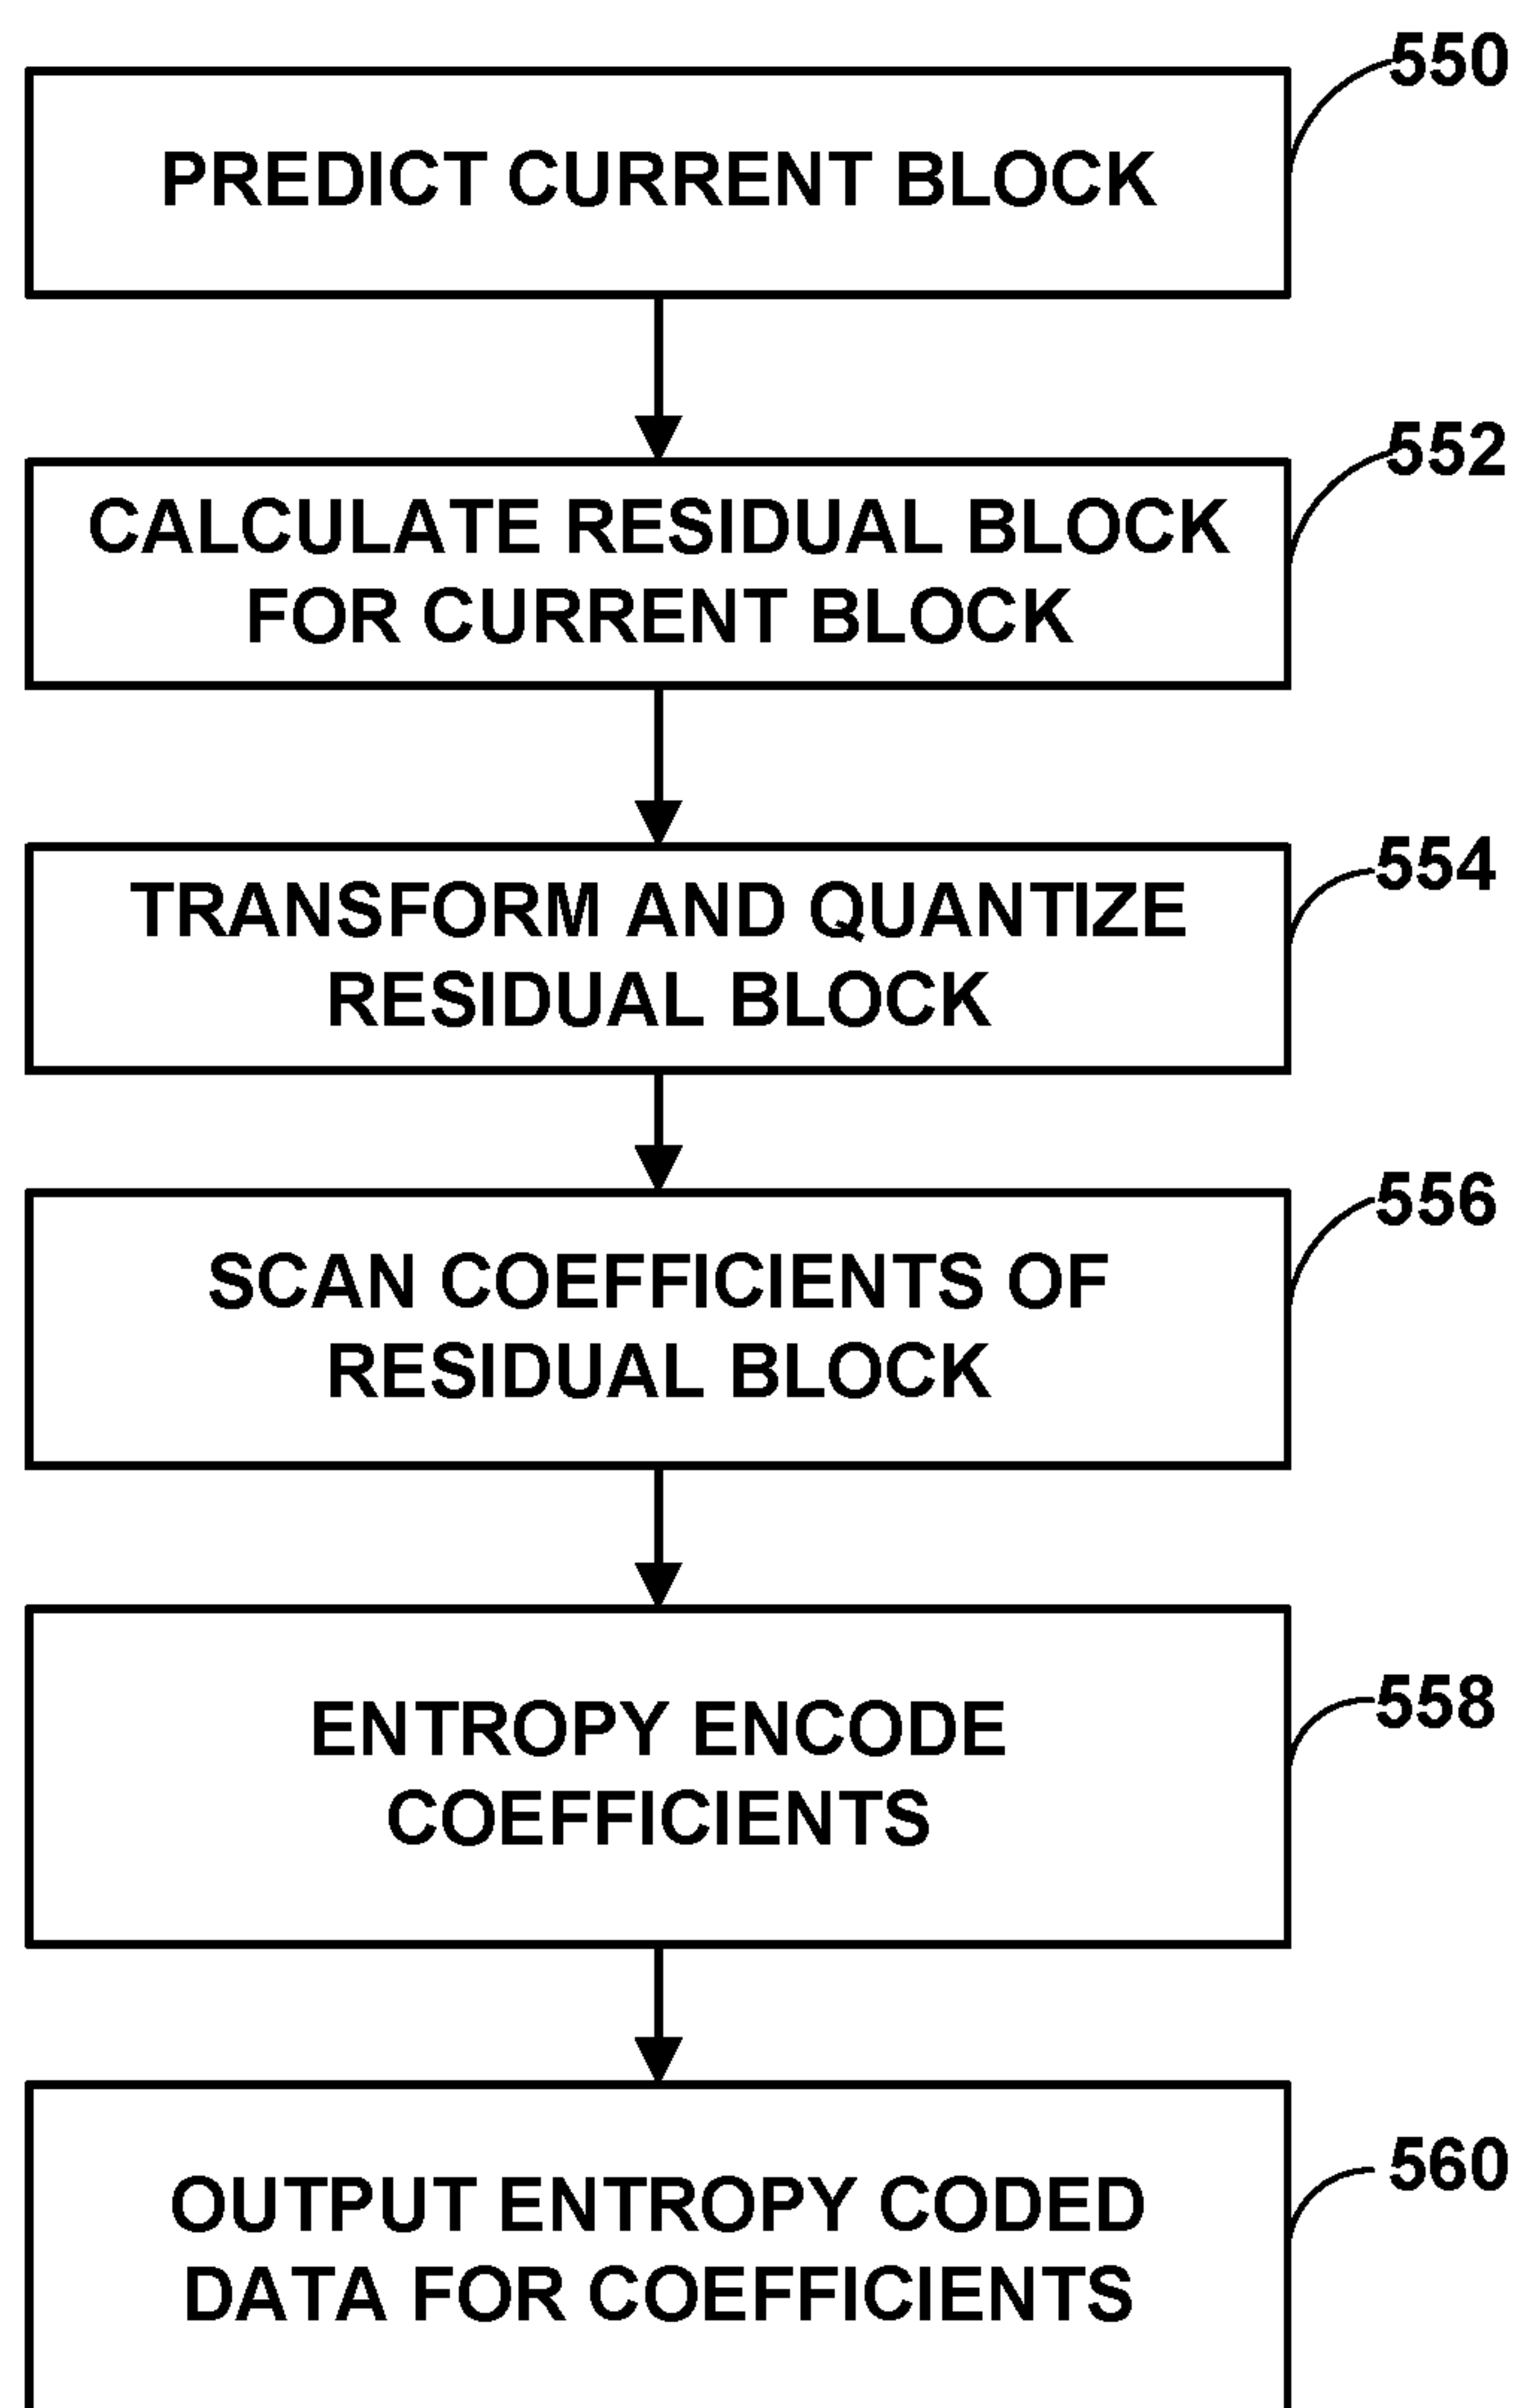 550
PREDICT CURRENT BLOCK
552
CALCULATE RESIDUAL BLOCK
FOR CURRENT BLOCK
554
TRANSFORM AND QUANTIZE
RESIDUAL BLOCK
556
SCAN COEFFICIENTS OF
RESIDUAL BLOCK
558
ENTROPY ENCODE
COEFFICIENTS
560
OUTPUT ENTROPY CODED
DATA FOR COEFFICIENTS